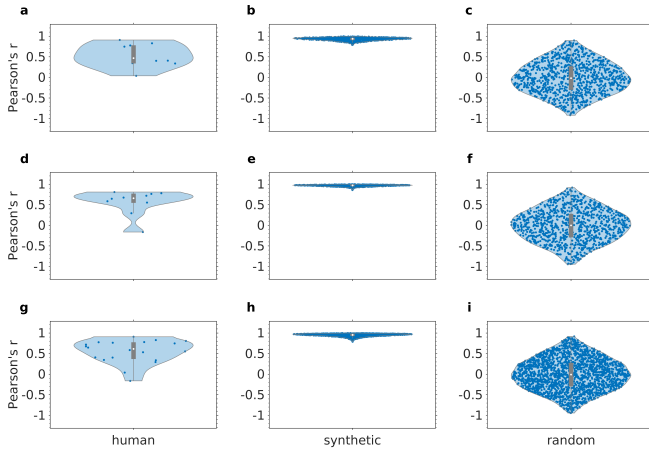 a b c
Pearson's r 1 0.5 0 -0.5 -1 1 0.5 0 -0.5 -1 1 0.5 0 -0.5 -1
d e f
1 0.5 0 -0.5 -1 1 0.5 0 -0.5 -1 1 0.5 0 -0.5 -1
g h i
Pearson's r 1 0.5 0 -0.5 -1 1 0.5 0 -0.5 -1 1 0.5 0 -0.5 -1
human synthetic random